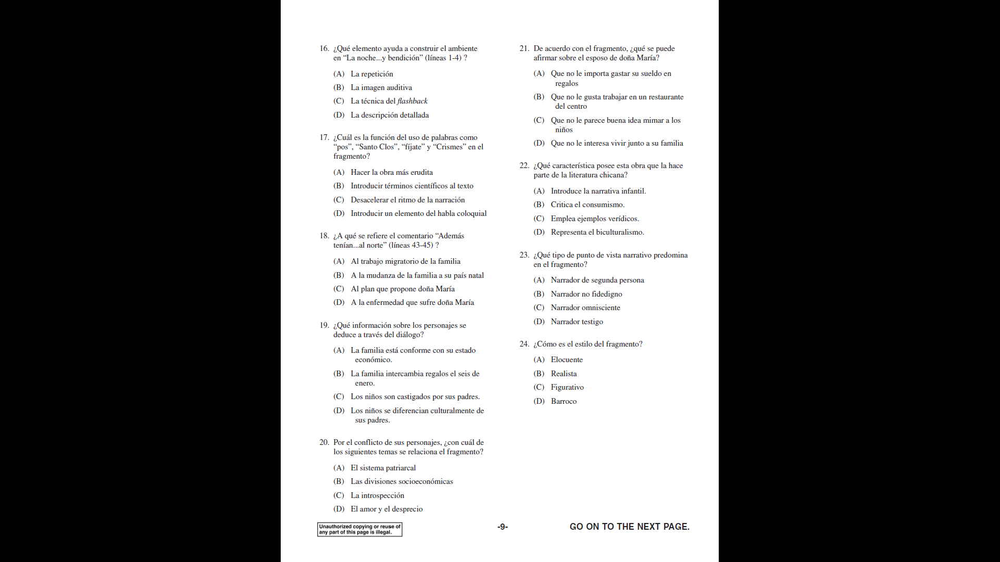 16. ¿Qué elemento ayuda a construir el ambiente
en “La noche...y bendición” (líneas 1-4) ?
(A) La repetición
(B) La imagen auditiva
(C) La técnica del flashback
(D) La descripción detallada
17. ¿Cuál es la función del uso de palabras como
“pos”, “Santo Clos”, “fíjate” y “Crismes” en el
fragmento?
(A) Hacer la obra más erudita
(B) Introducir términos científicos al texto
(C) Desacelerar el ritmo de la narración
(D) Introducir un elemento del habla coloquial
18. ¿A qué se refiere el comentario “Además
tenían...al norte” (líneas 43-45) ?
(A) Al trabajo migratorio de la familia
(B) A la mudanza de la familia a su país natal
(C) Al plan que propone doña María
(D) A la enfermedad que sufre doña María
19. ¿Qué información sobre los personajes se
deduce a través del diálogo?
(A) La familia está conforme con su estado
económico.
(B) La familia intercambia regalos el seis de
enero.
(C) Los niños son castigados por sus padres.
(D) Los niños se diferencian culturalmente de
sus padres.
20. Por el conflicto de sus personajes, ¿con cuál de
los siguientes temas se relaciona el fragmento?
(A) El sistema patriarcal
(B) Las divisiones socioeconómicas
(C) La introspección
(D) El amor y el desprecio
21. De acuerdo con el fragmento, ¿qué se puede
afirmar sobre el esposo de doña María?
(A) Que no le importa gastar su sueldo en
regalos
(B) Que no le gusta trabajar en un restaurante
del centro
(C) Que no le parece buena idea mimar a los
niños
(D) Que no le interesa vivir junto a su familia
22. ¿Qué característica posee esta obra que la hace
parte de la literatura chicana?
(A) Introduce la narrativa infantil.
(B) Critica el consumismo.
(C) Emplea ejemplos verídicos.
(D) Representa el biculturalismo.
23. ¿Qué tipo de punto de vista narrativo predomina
en el fragmento?
(A) Narrador de segunda persona
(B) Narrador no fidedigno
(C) Narrador omnisciente
(D) Narrador testigo
24. ¿Cómo es el estilo del fragmento?
(A) Elocuente
(B) Realista
(C) Figurativo
(D) Barroco
Unauthorized copying or reuse of
any part of this page is illegal.
-9-
GO ON TO THE NEXT PAGE.